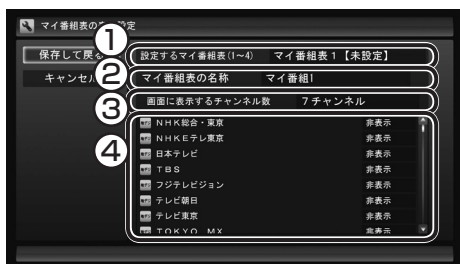 マイ番組表の 設定
①
保存して戻
設定するマイ番組表(1~4) マイ番組表1【未設定】
②
キャンセル
マイ番組表の名称 マイ番組1
③
画面に表示するチャンネル数 7チャンネル
④
NHK総合・東京 非表示
NHKEテレ東京 非表示
日本テレビ 非表示
TBS 非表示
フジテレビジョン 非表示
テレビ朝日 非表示
テレビ東京 非表示
TOKYO MX 非表示